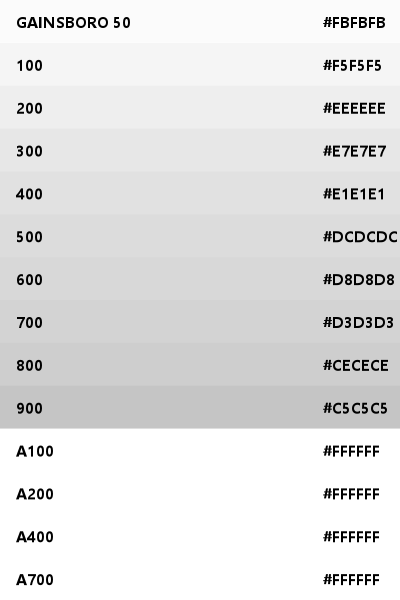 GAINSBORO 50 #FBFBFB
100 #F5F5F5
200 #EEEEEE
300 #E7E7E7
400 #E1E1E1
500 #DCDCDC
600 #D8D8D8
700 #D3D3D3
800 #CECECE
900 #C5C5C5
A100 #FFFFFF
A200 #FFFFFF
A400 #FFFFFF
A700 #FFFFFF